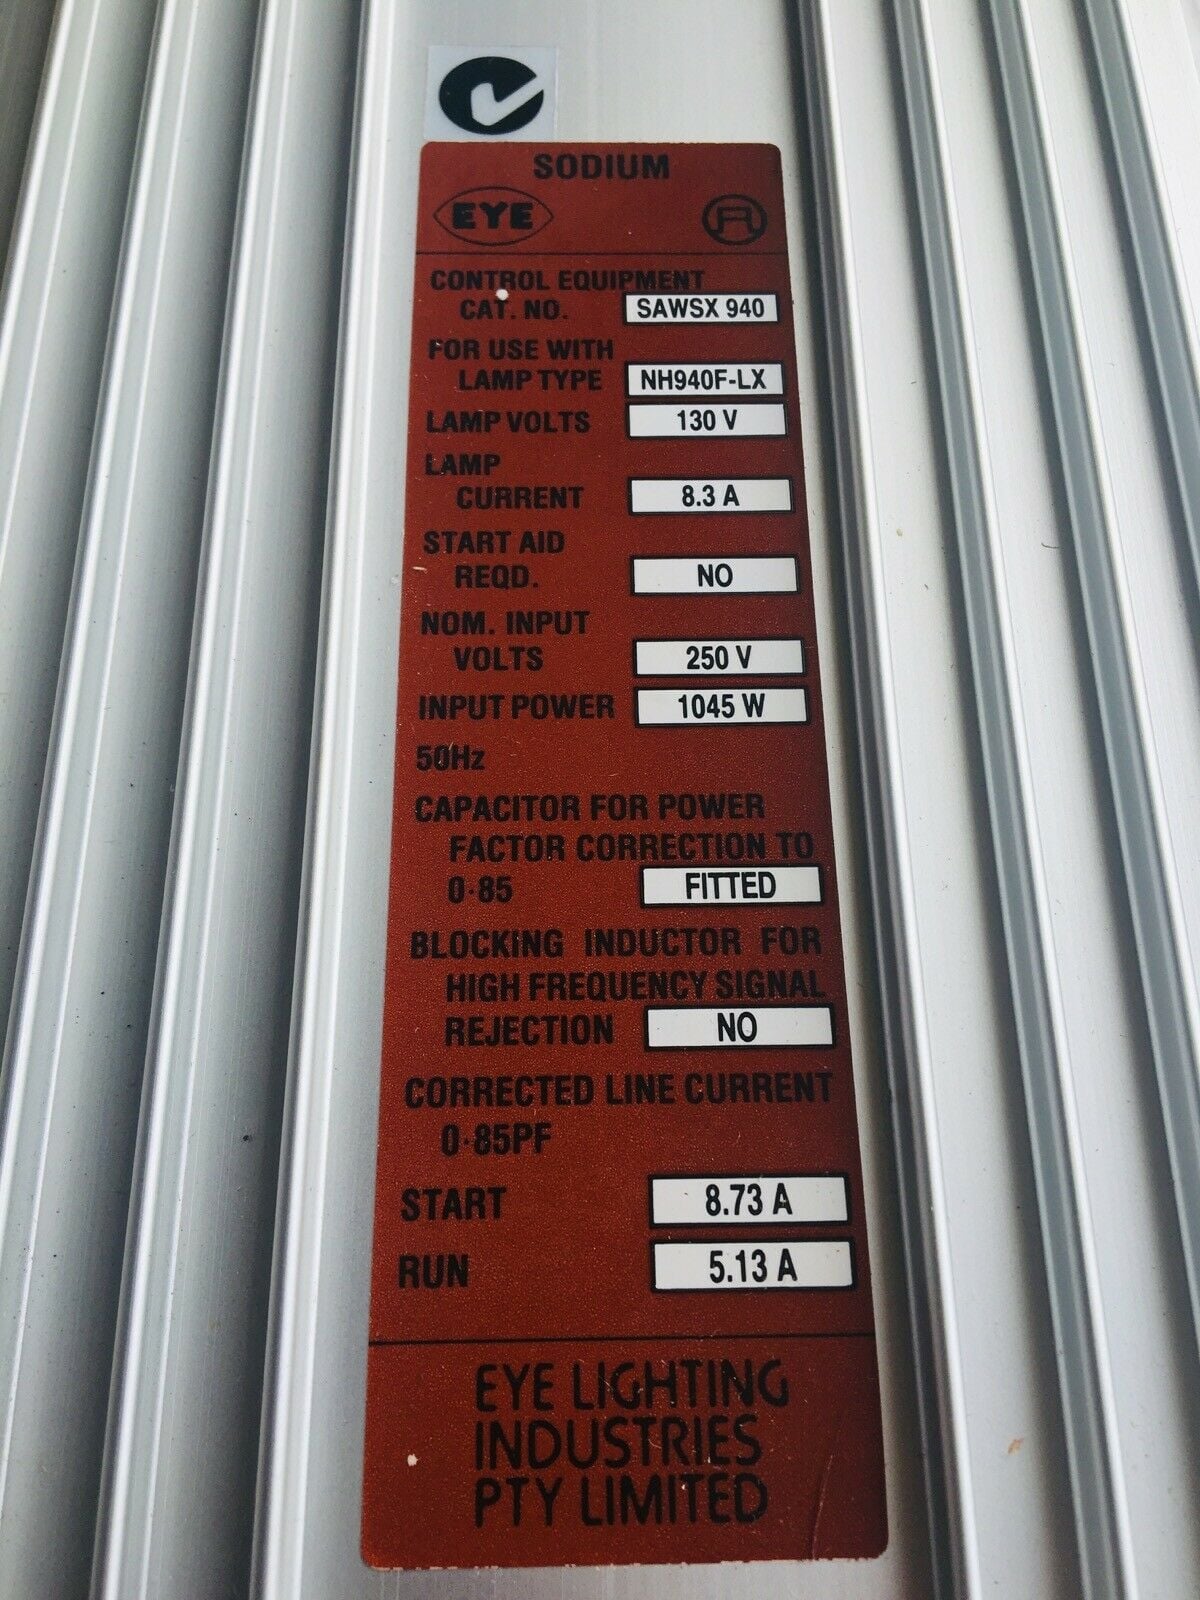 SODIUM
EYE
CONTROL EQUIPMENT
CAT. NO. SAWSX 940
FOR USE WITH
LAMP TYPE NH940F-LX
LAMP VOLTS 130 V
LAMP
CURRENT 8.3 A
START AID
REQD. NO
NOM. INPUT
VOLTS 250 V
INPUT POWER 1045 W
50Hz
CAPACITOR FOR POWER
FACTOR CORRECTION TO
0·85 FITTED
BLOCKING INDUCTOR FOR
HIGH FREQUENCY SIGNAL
REJECTION NO
CORRECTED LINE CURRENT
0·85PF
START 8.73 A
RUN 5.13 A
EYE LIGHTING
INDUSTRIES
PTY LIMITED